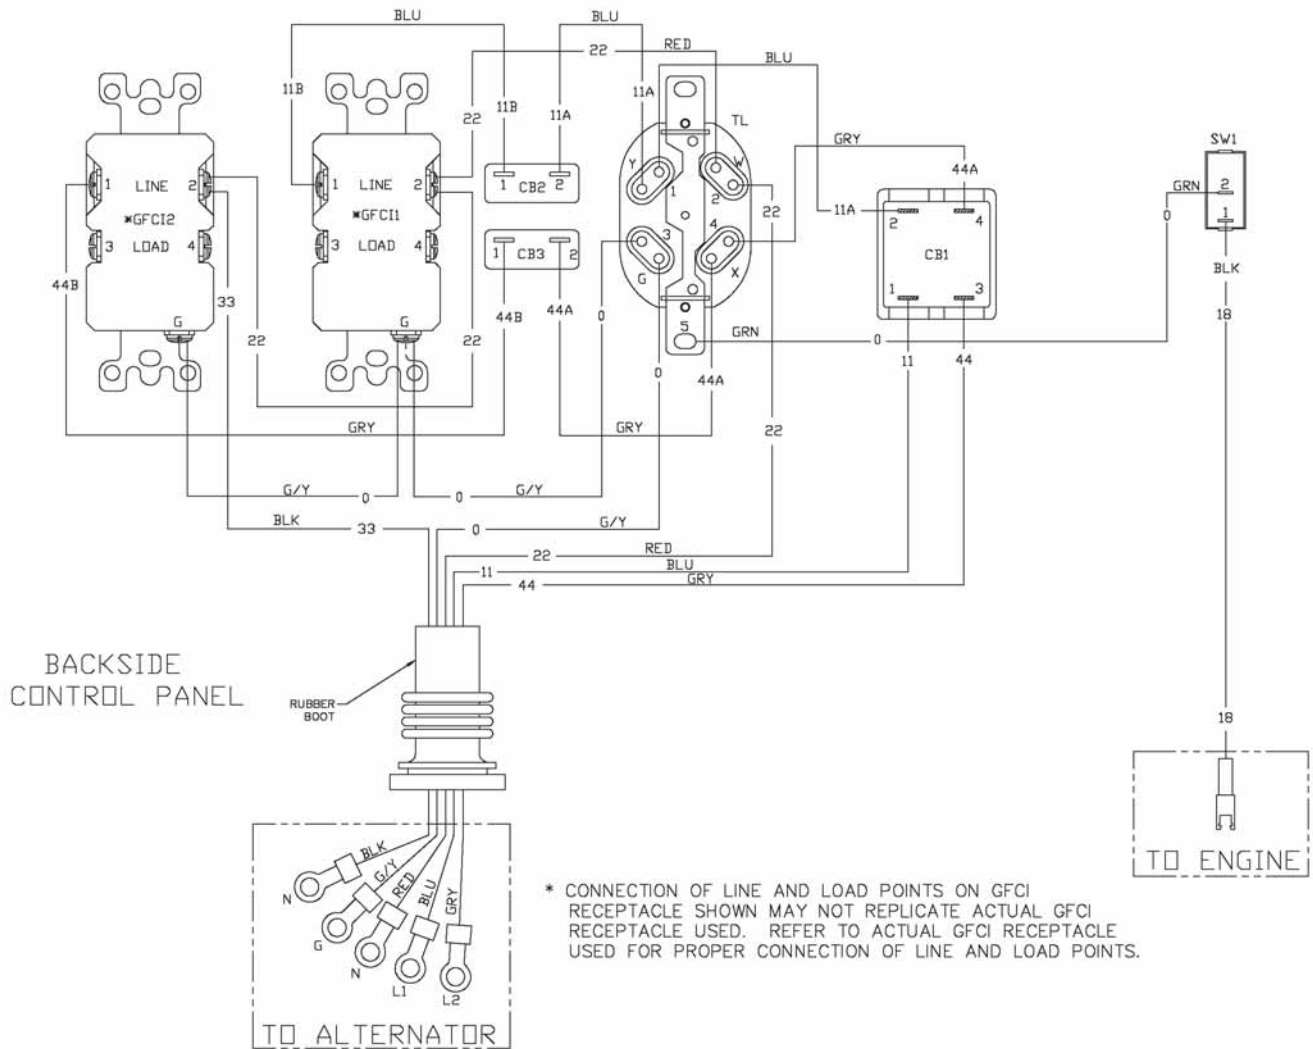 BLU
BLU
22
RED
BLU
11B
11A
11B
11A
22
TL
GRY
SW1
44A
1
LINE
2
1
LINE
2
1
CB2
2
Y
W
1
2
22
GRN
2
0
11A
2
4
1
*GFCI2
*GFCI1
3
LOAD
4
3
LOAD
4
1
CB3
2
3
4
G
X
CB1
BLK
1
3
44B
33
22
G
G
22
44B
44A
0
5
GRN
0
18
0
44A
11
44
GRY
GRY
22
G/Y
0
0
G/Y
BLK
33
0
G/Y
22
RED
11
BLU
44
GRY
BACKSIDE
CONTROL PANEL
RUBBER
BOOT
18
BLK
G/Y
RED
BLU
GRY
N
G
N
L1
L2
TO ALTERNATOR
TO ENGINE
* CONNECTION OF LINE AND LOAD POINTS ON GFCI
RECEPTACLE SHOWN MAY NOT REPLICATE ACTUAL GFCI
RECEPTACLE USED. REFER TO ACTUAL GFCI RECEPTACLE
USED FOR PROPER CONNECTION OF LINE AND LOAD POINTS.